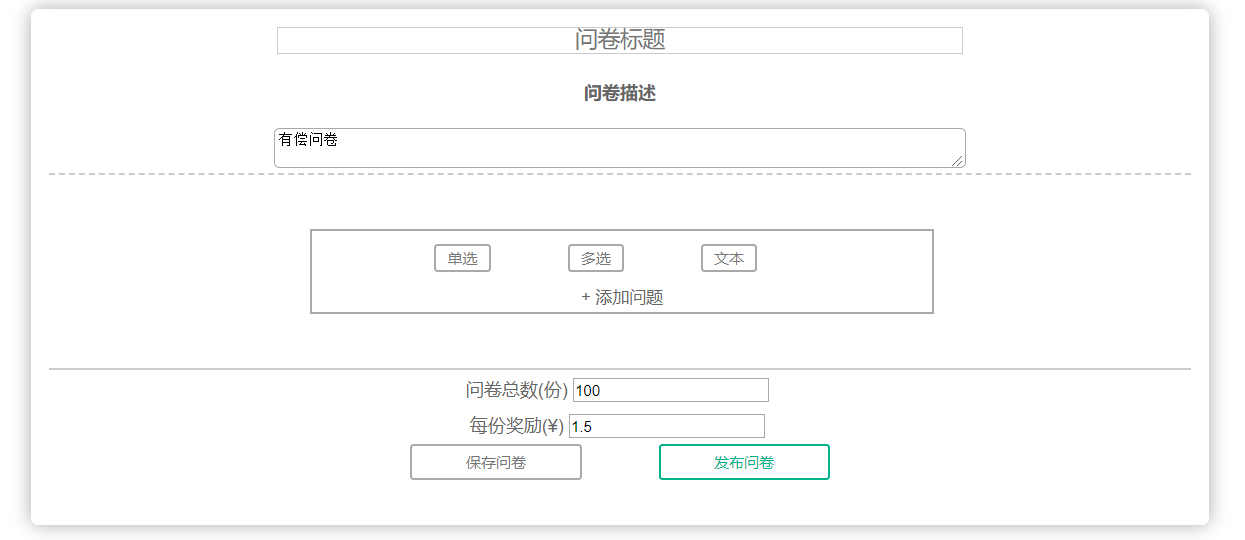 问卷标题
问卷描述
有偿问卷
单选 多选 文本
+ 添加问题
问卷总数(份) 100
每份奖励(¥) 1.5
保存问卷 发布问卷